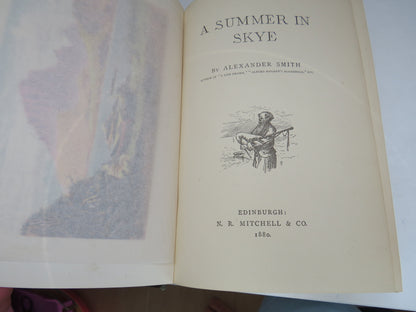 A SUMMER IN
SKYE
BY ALEXANDER SMITH
AUTHOR OF "A LIFE DRAMA," "ALFRED HAGART'S HOUSEHOLD," ETC.
EDINBURGH:
N. R. MITCHELL & CO.
1880.